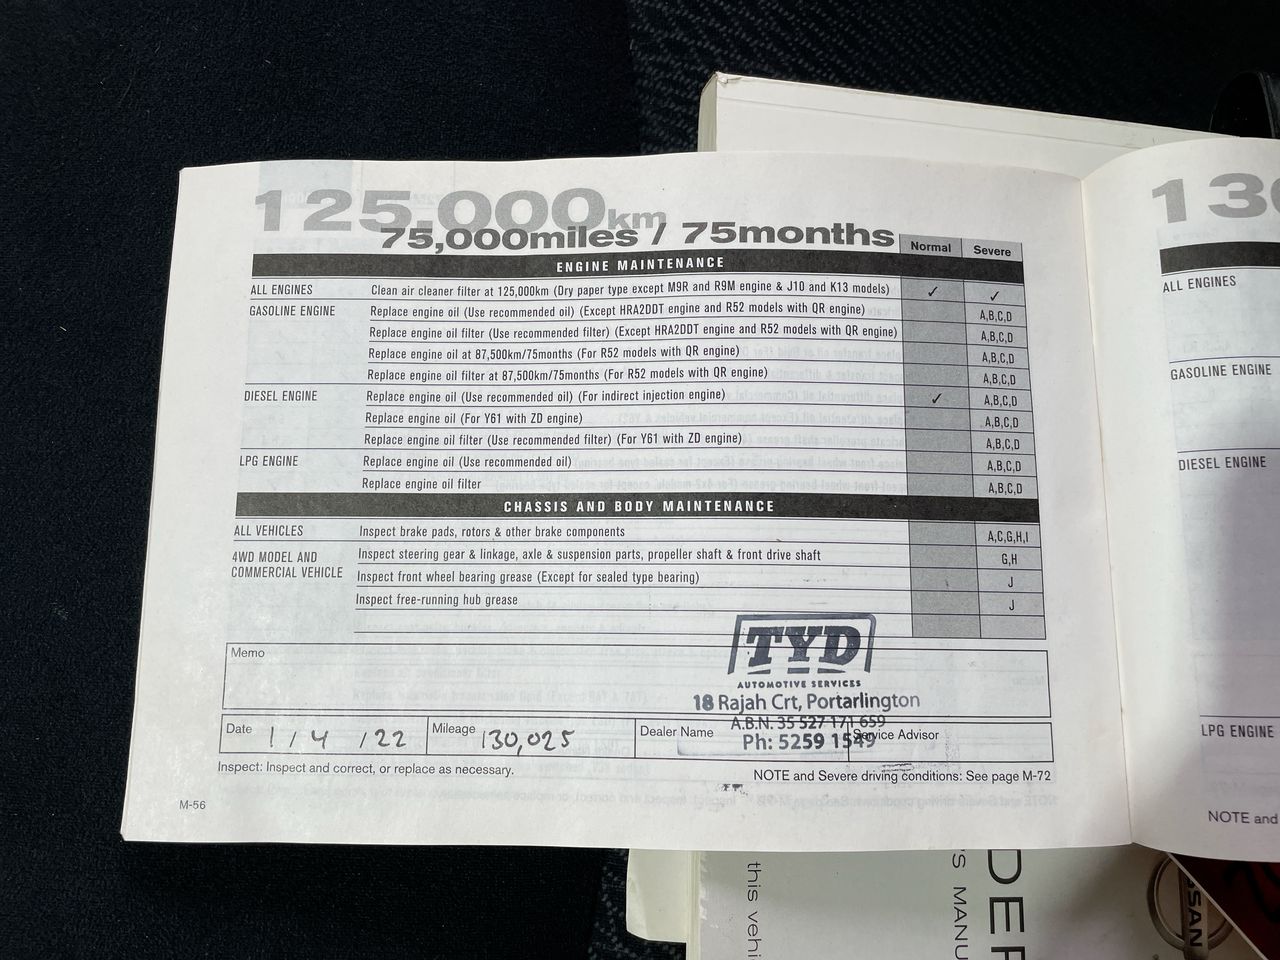 125,000km
75,000miles / 75months
Normal Severe
ENGINE MAINTENANCE
ALL ENGINES Clean air cleaner filter at 125,000km (Dry paper type except M9R and R9M engine & J10 and K13 models) ✓ ✓
GASOLINE ENGINE Replace engine oil (Use recommended oil) (Except HRA2DDT engine and R52 models with QR engine) A,B,C,D
Replace engine oil filter (Use recommended filter) (Except HRA2DDT engine and R52 models with QR engine) A,B,C,D
Replace engine oil at 87,500km/75months (For R52 models with QR engine) A,B,C,D
Replace engine oil filter at 87,500km/75months (For R52 models with QR engine) A,B,C,D
DIESEL ENGINE Replace engine oil (Use recommended oil) (For indirect injection engine) ✓ A,B,C,D
Replace engine oil (For Y61 with ZD engine) A,B,C,D
Replace engine oil filter (Use recommended filter) (For Y61 with ZD engine) A,B,C,D
LPG ENGINE Replace engine oil (Use recommended oil) A,B,C,D
Replace engine oil filter A,B,C,D
CHASSIS AND BODY MAINTENANCE
ALL VEHICLES Inspect brake pads, rotors & other brake components A,C,G,H,I
4WD MODEL AND COMMERCIAL VEHICLE Inspect steering gear & linkage, axle & suspension parts, propeller shaft & front drive shaft G,H
Inspect front wheel bearing grease (Except for sealed type bearing) J
Inspect free-running hub grease J
Memo
TYD
AUTOMOTIVE SERVICES
18 Rajah Crt, Portarlington
A.B.N. 35 527 171 659
Ph: 5259 1549
Date 1/4/22 Mileage 130,025 Dealer Name Service Advisor
Inspect: Inspect and correct, or replace as necessary. NOTE and Severe driving conditions: See page M-72
M-56
130
ALL ENGINES
GASOLINE ENGINE
DIESEL ENGINE
LPG ENGINE
NOTE and
this vehi
'S MANU
DER
SSAN